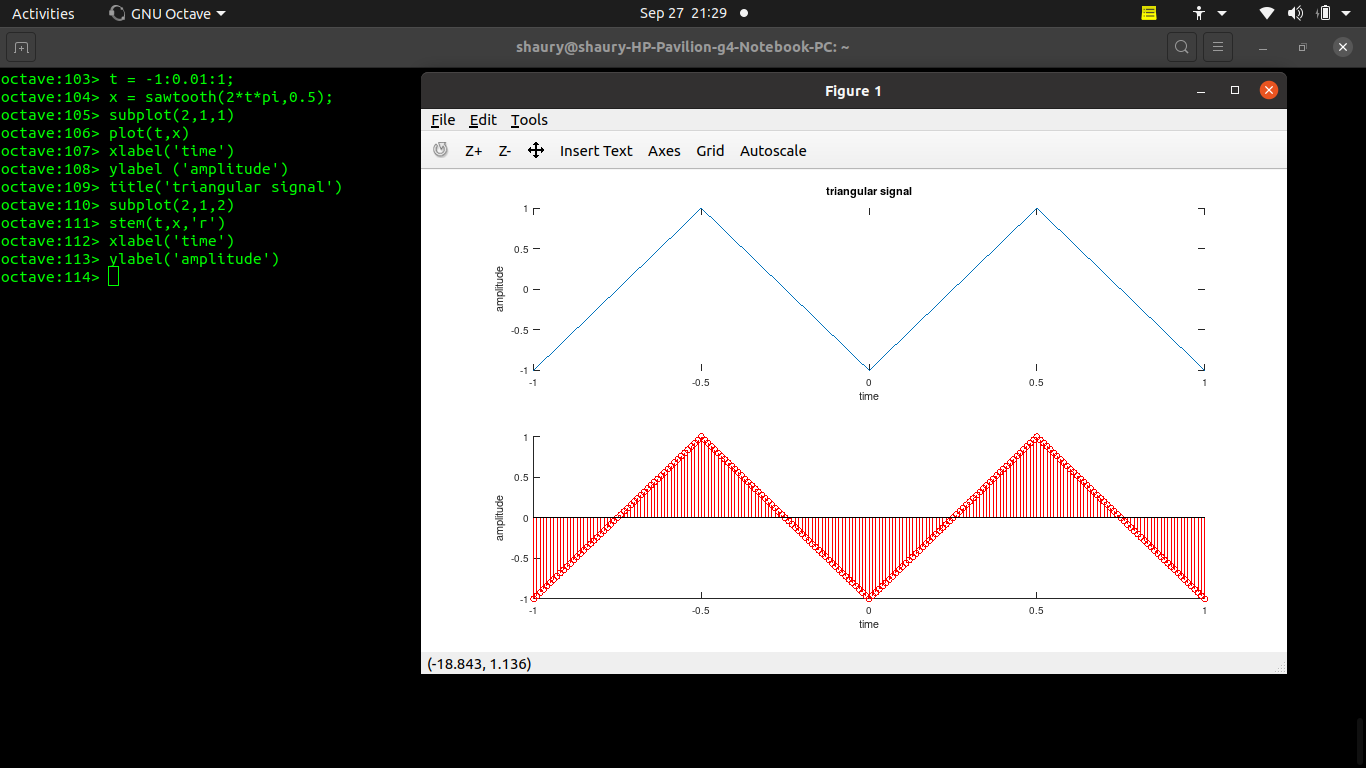 Activities GNU Octave Sep 27 21:29
shaury@shaury-HP-Pavilion-g4-Notebook-PC: ~
octave:103> t = -1:0.01:1;
octave:104> x = sawtooth(2*t*pi,0.5);
octave:105> subplot(2,1,1)
octave:106> plot(t,x)
octave:107> xlabel('time')
octave:108> ylabel ('amplitude')
octave:109> title('triangular signal')
octave:110> subplot(2,1,2)
octave:111> stem(t,x,'r')
octave:112> xlabel('time')
octave:113> ylabel('amplitude')
octave:114>
Figure 1
File Edit Tools
Z+ Z- Insert Text Axes Grid Autoscale
triangular signal
1
0.5
0
-0.5
-1
amplitude
-1 -0.5 0 0.5 1
time
1
0.5
0
-0.5
-1
amplitude
-1 -0.5 0 0.5 1
time
(-18.843, 1.136)